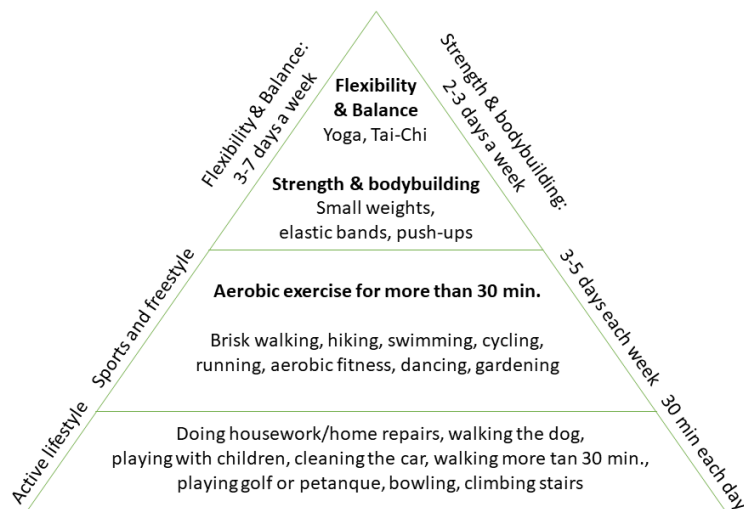 Flexibility & Balance:
3-7 days a week
Strength & bodybuilding:
2-3 days a week
Flexibility
& Balance
Yoga, Tai-Chi
Strength & bodybuilding
Small weights,
elastic bands, push-ups
Sports and freestyle
3-5 days each week
Aerobic exercise for more than 30 min.
Brisk walking, hiking, swimming, cycling,
running, aerobic fitness, dancing, gardening
Active lifestyle
30 min each day
Doing housework/home repairs, walking the dog,
playing with children, cleaning the car, walking more tan 30 min.,
playing golf or petanque, bowling, climbing stairs